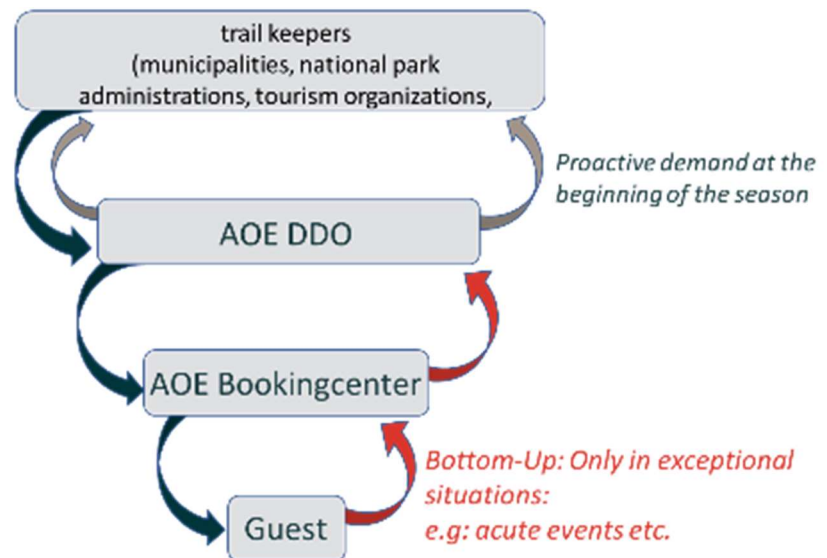 trail keepers
(municipalities, national park
administrations, tourism organizations,
Proactive demand at the
beginning of the season
AOE DDO
AOE Bookingcenter
Bottom-Up: Only in exceptional
situations:
e.g: acute events etc.
Guest